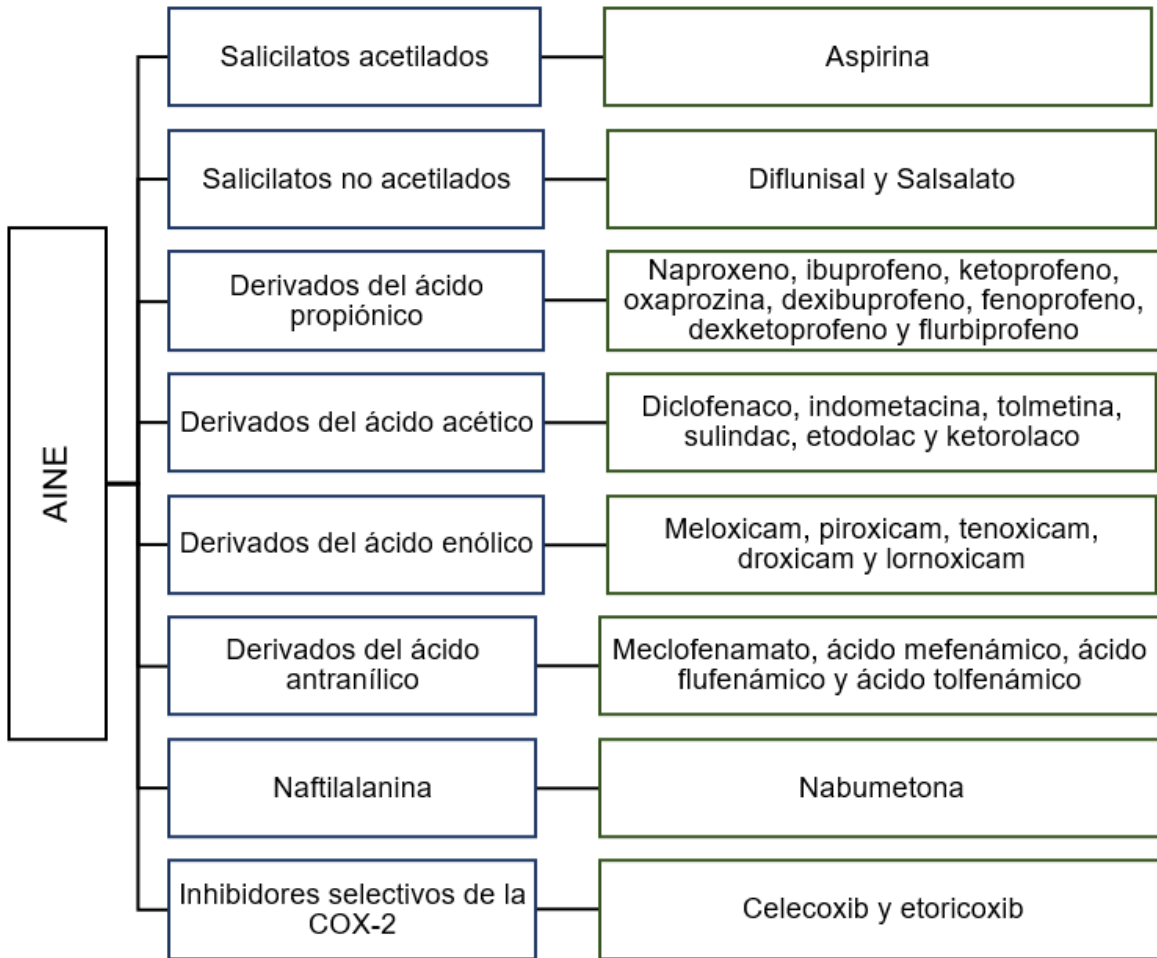 AINE
Salicilatos acetilados
Aspirina
Salicilatos no acetilados
Diflunisal y Salsalato
Derivados del ácido
propiónico
Naproxeno, ibuprofeno, ketoprofeno,
oxaprozina, dexibuprofeno, fenoprofeno,
dexketoprofeno y flurbiprofeno
Derivados del ácido acético
Diclofenaco, indometacina, tolmetina,
sulindac, etodolac y ketorolaco
Derivados del ácido enólico
Meloxicam, piroxicam, tenoxicam,
droxicam y lornoxicam
Derivados del ácido
antranílico
Meclofenamato, ácido mefenámico, ácido
flufenámico y ácido tolfenámico
Naftilalanina
Nabumetona
Inhibidores selectivos de la
COX-2
Celecoxib y etoricoxib